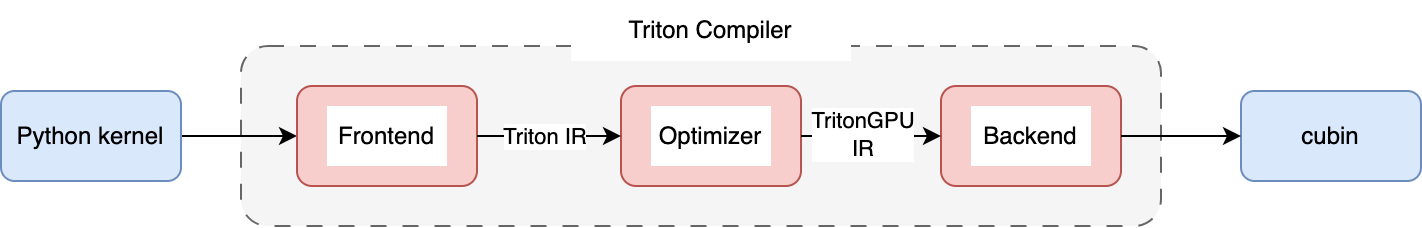 Triton Compiler
Python kernel
Frontend
Triton IR
Optimizer
TritonGPU
IR
Backend
cubin